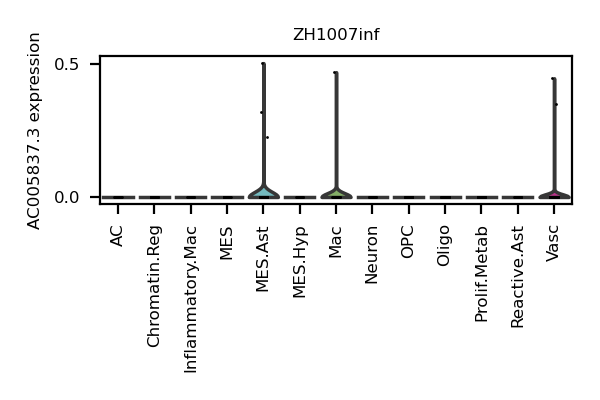 ZH1007inf
AC005837.3 expression
0.5
0.0
AC
Chromatin.Reg
Inflammatory.Mac
MES
MES.Ast
MES.Hyp
Mac
Neuron
OPC
Oligo
Prolif.Metab
Reactive.Ast
Vasc